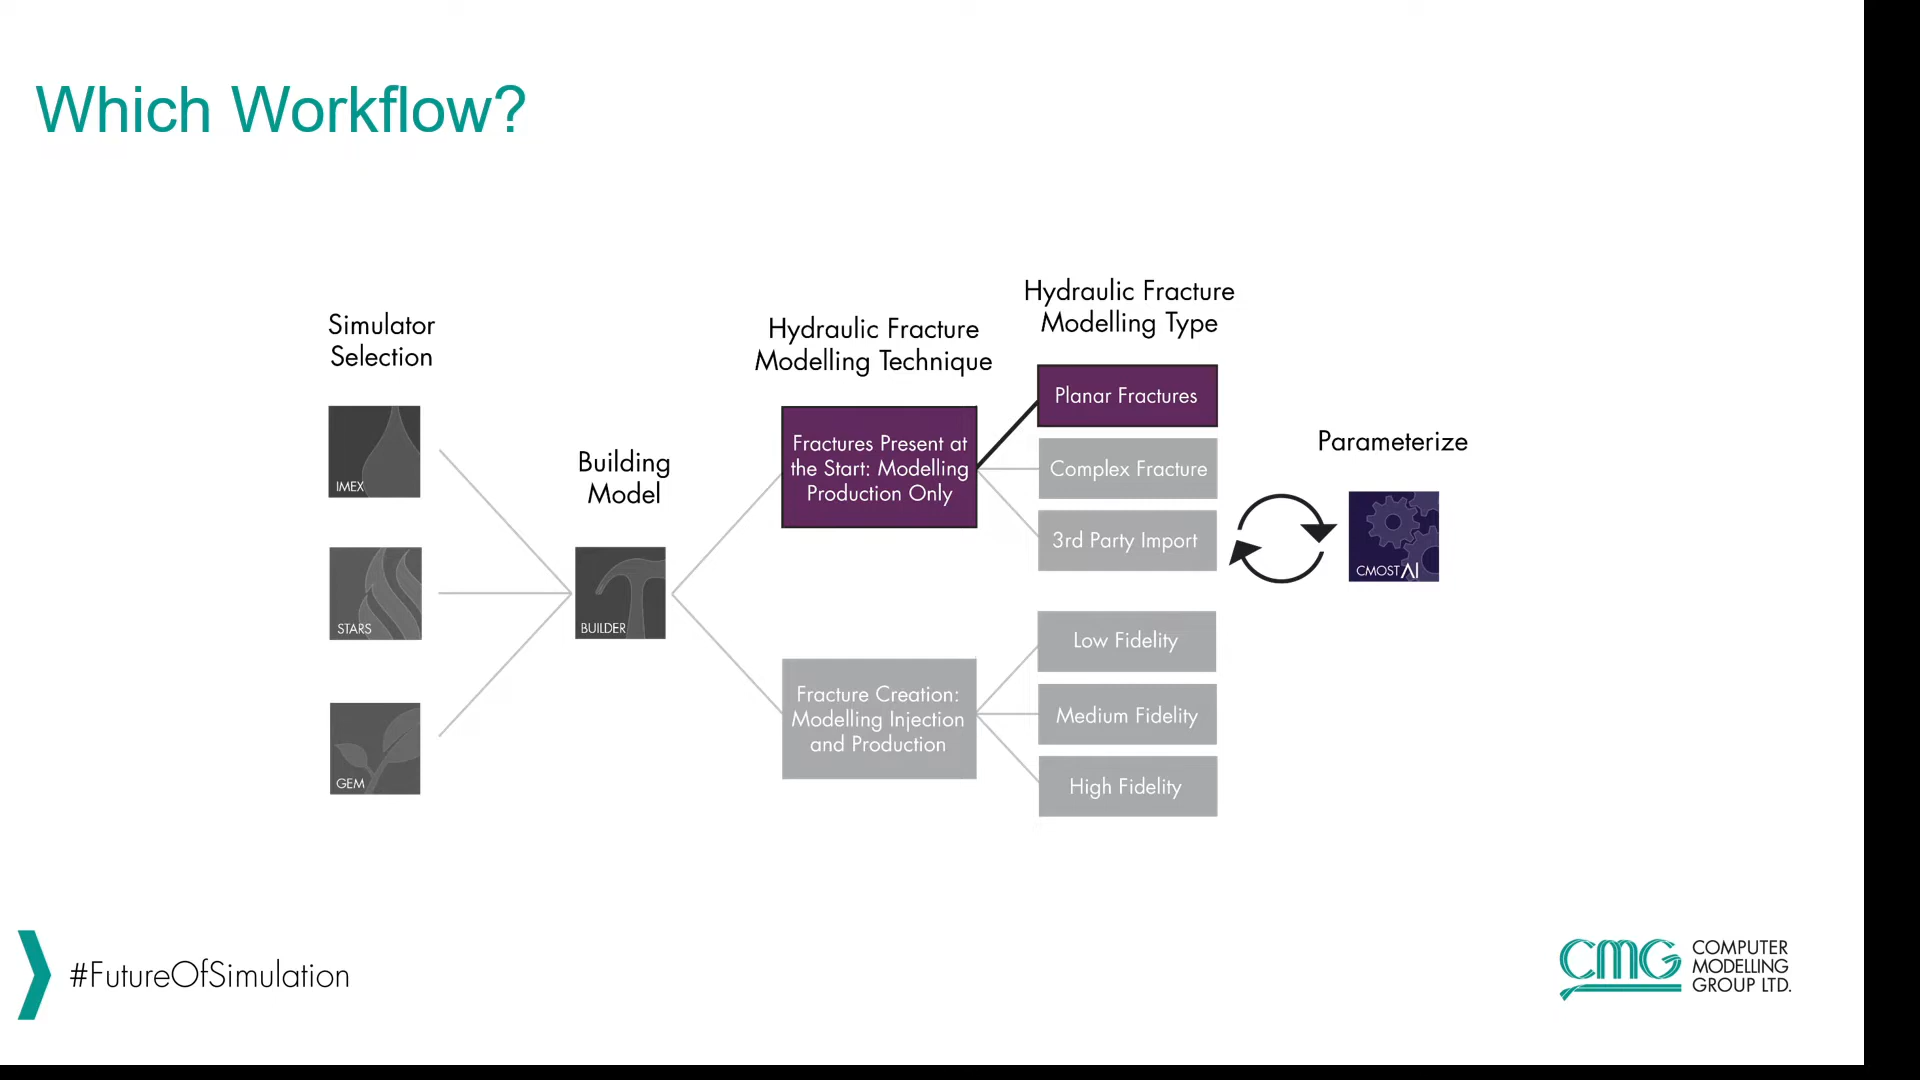 Which Workflow?
Simulator
Selection
IMEX
STARS
GEM
Building
Model
BUILDER
Hydraulic Fracture
Modelling Technique
Fractures Present at
the Start: Modelling
Production Only
Fracture Creation:
Modelling Injection
and Production
Hydraulic Fracture
Modelling Type
Planar Fractures
Complex Fracture
3rd Party Import
Low Fidelity
Medium Fidelity
High Fidelity
Parameterize
CMOST AI
#FutureOfSimulation
CMG
COMPUTER
MODELLING
GROUP LTD.